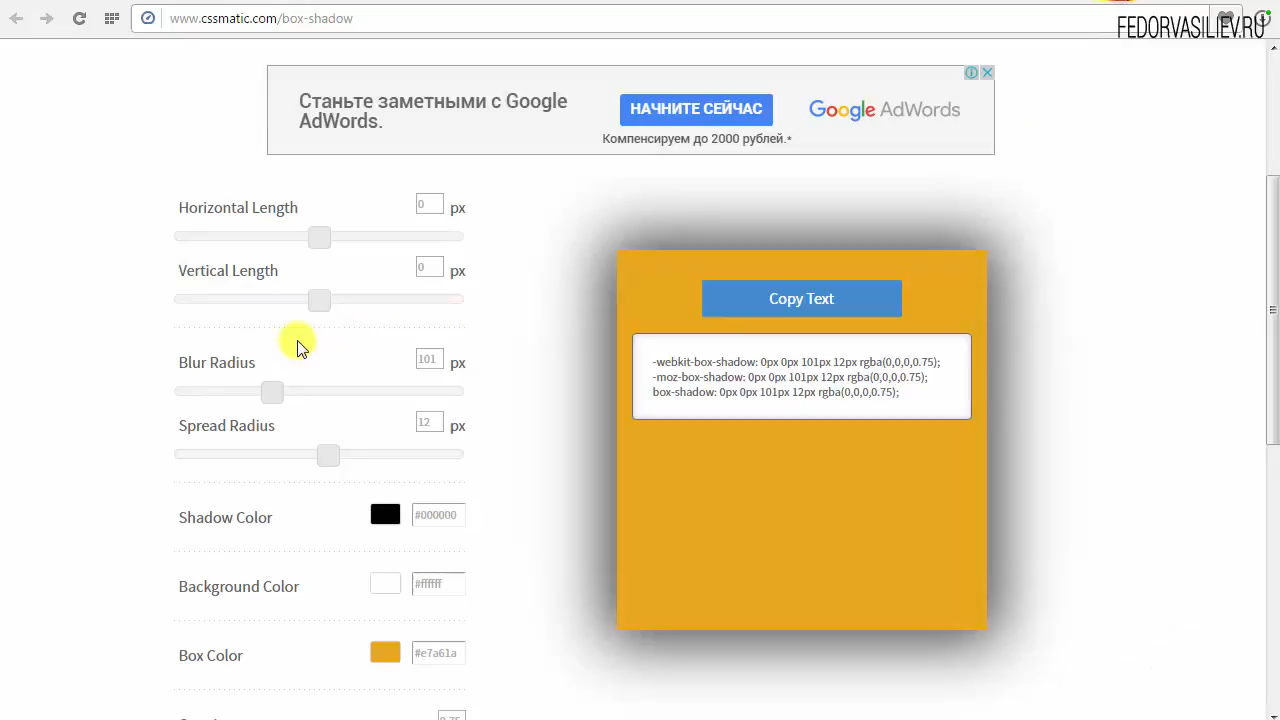 www.cssmatic.com/box-shadow
FEDORVASILIEV.RU
Станьте заметными с Google
AdWords.
НАЧНИТЕ СЕЙЧАС
Компенсируем до 2000 рублей.*
Google AdWords
Horizontal Length 0 px
Vertical Length 0 px
Blur Radius 101 px
Spread Radius 12 px
Shadow Color #000000
Background Color #ffffff
Box Color #e7a61a
Copy Text
-webkit-box-shadow: 0px 0px 101px 12px rgba(0,0,0,0.75);
-moz-box-shadow: 0px 0px 101px 12px rgba(0,0,0,0.75);
box-shadow: 0px 0px 101px 12px rgba(0,0,0,0.75);